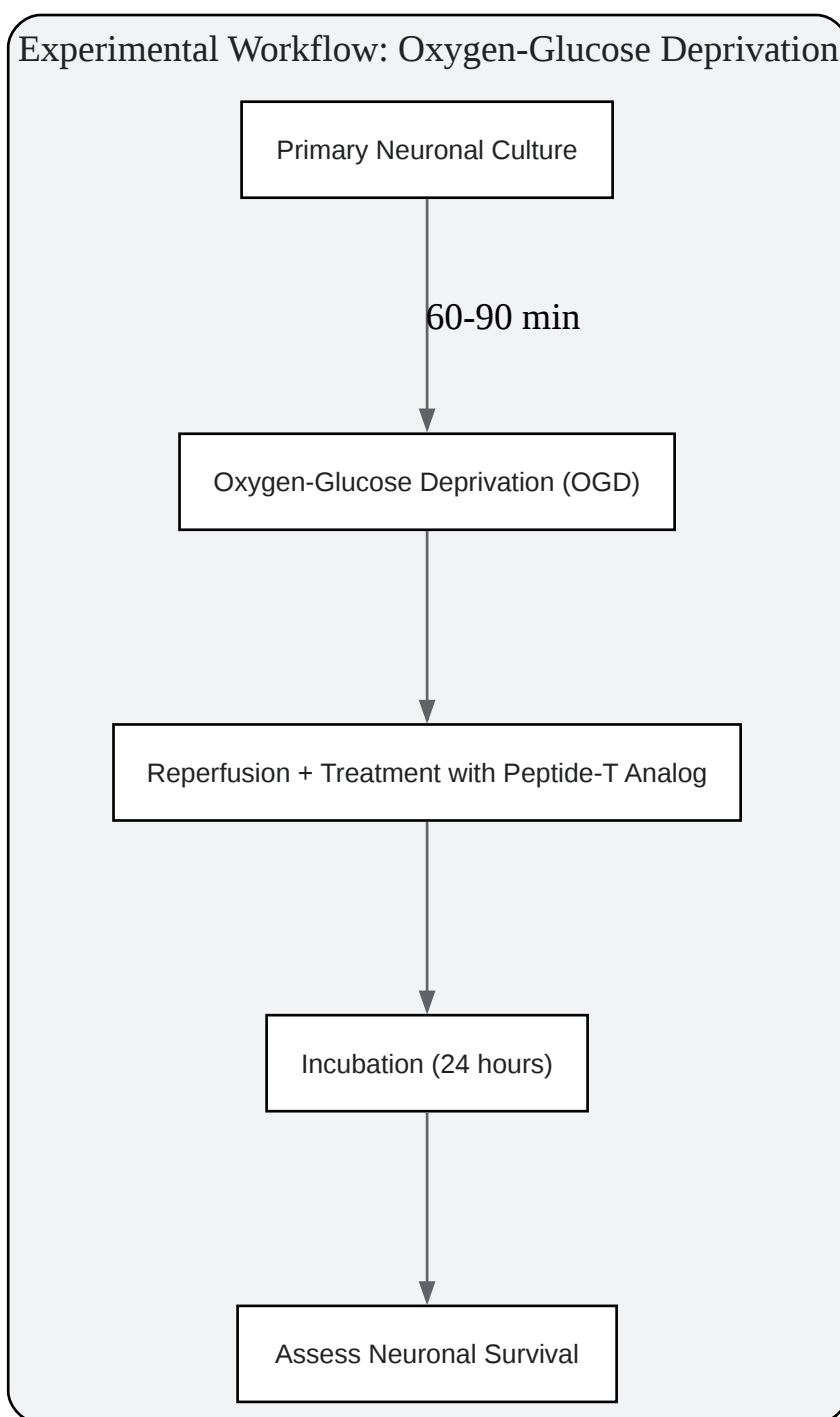 Experimental Workflow: Oxygen-Glucose Deprivation
Primary Neuronal Culture
60-90 min
Oxygen-Glucose Deprivation (OGD)
Reperfusion + Treatment with Peptide-T Analog
Incubation (24 hours)
Assess Neuronal Survival